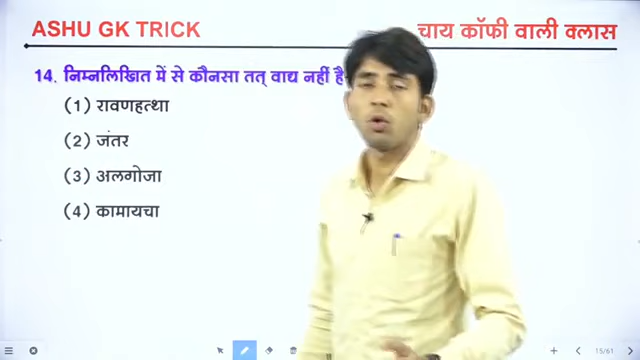 ASHU GK TRICK
चाय कॉफी वाली क्लास
14. निम्नलिखित में से कौनसा तत् वाद्य नहीं है
(1) रावणहत्था
(2) जंतर
(3) अलगोजा
(4) कामायचा
15/61